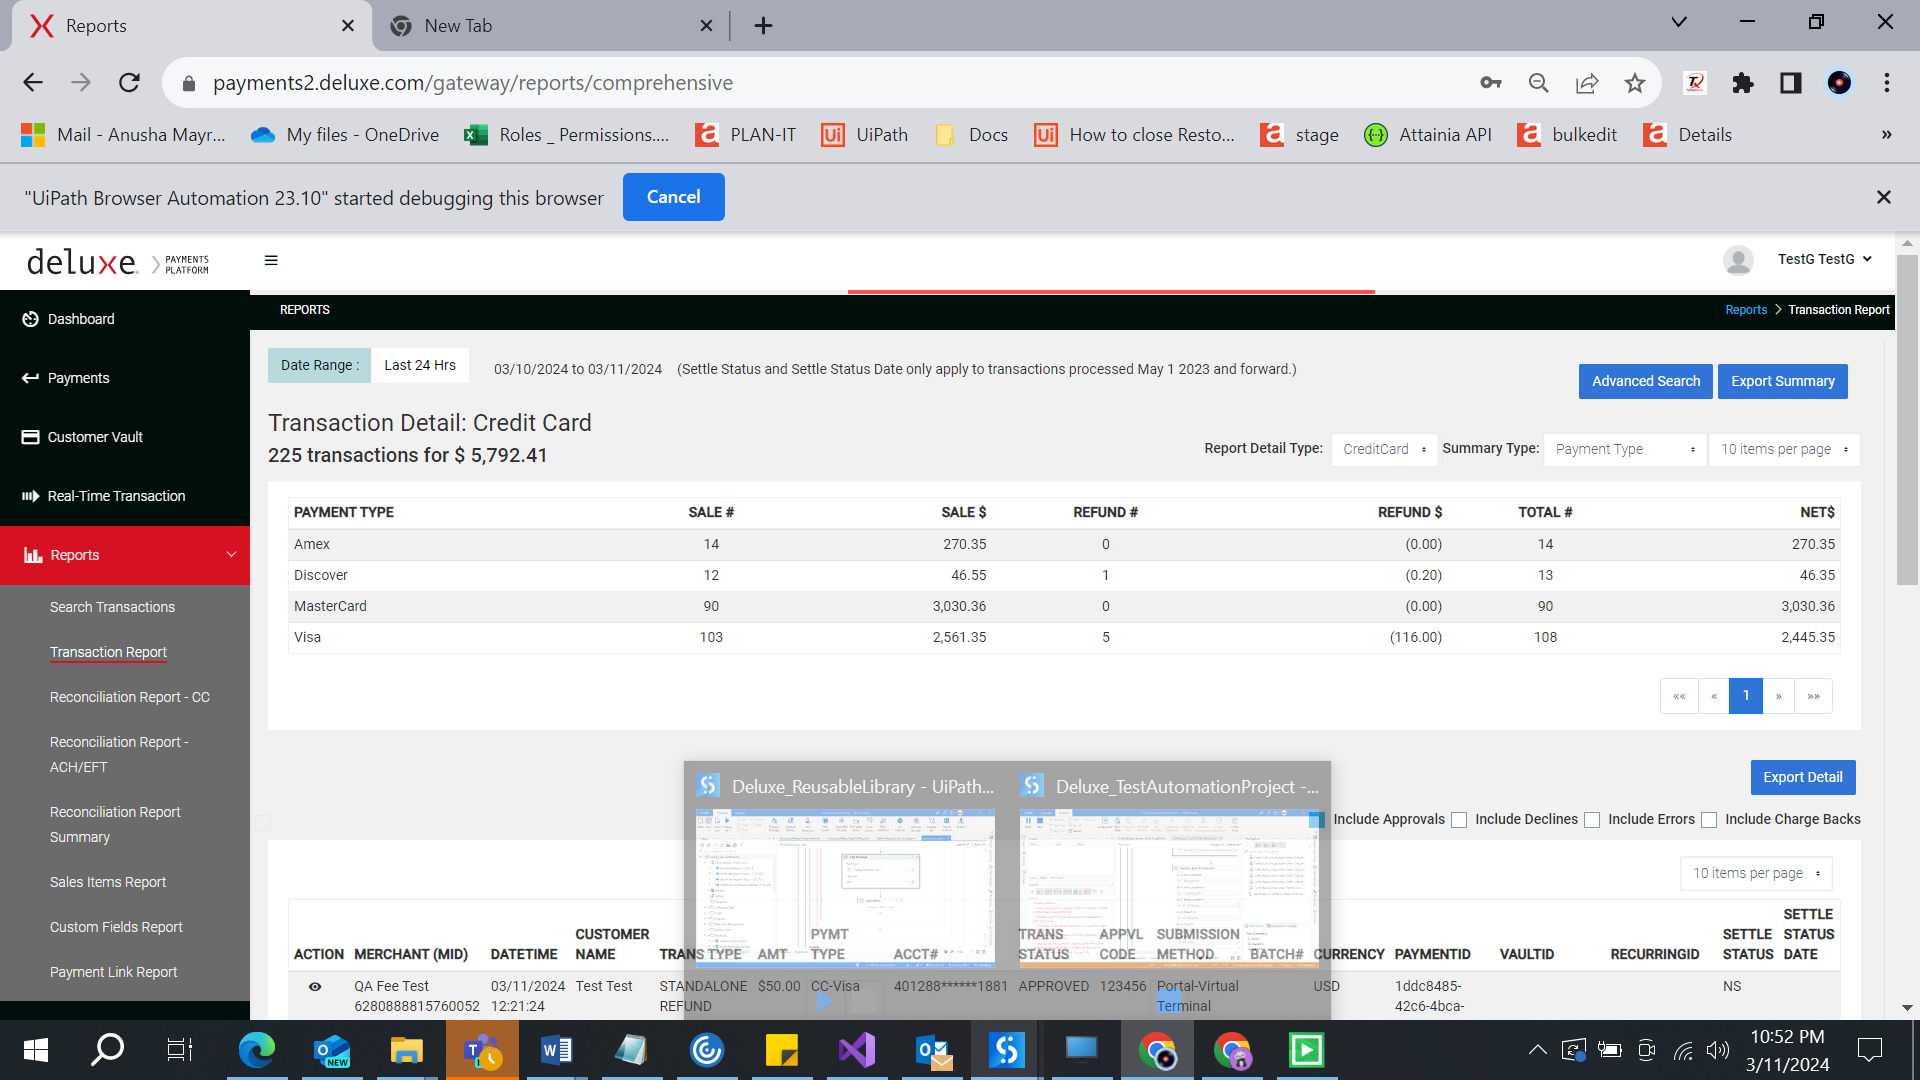 Reports
New Tab
payments2.deluxe.com/gateway/reports/comprehensive
Mail - Anusha Mayr...
My files - OneDrive
Roles _ Permissions....
PLAN-IT
UiPath
Docs
How to close Resto...
stage
Attainia API
bulkedit
Details
»
"UiPath Browser Automation 23.10" started debugging this browser
Cancel
deluxe. PAYMENTS PLATFORM
TestG TestG
Dashboard
Payments
Customer Vault
Real-Time Transaction
Reports
Search Transactions
Transaction Report
Reconciliation Report - CC
Reconciliation Report -
ACH/EFT
Reconciliation Report
Summary
Sales Items Report
Custom Fields Report
Payment Link Report
REPORTS
Reports > Transaction Report
Date Range : Last 24 Hrs 03/10/2024 to 03/11/2024 (Settle Status and Settle Status Date only apply to transactions processed May 1 2023 and forward.)
Advanced Search
Export Summary
Transaction Detail: Credit Card
225 transactions for $ 5,792.41
Report Detail Type: CreditCard Summary Type: Payment Type 10 items per page
PAYMENT TYPE SALE # SALE $ REFUND # REFUND $ TOTAL # NET$
Amex 14 270.35 0 (0.00) 14 270.35
Discover 12 46.55 1 (0.20) 13 46.35
MasterCard 90 3,030.36 0 (0.00) 90 3,030.36
Visa 103 2,561.35 5 (116.00) 108 2,445.35
«« « 1 » »»
Export Detail
Deluxe_ReusableLibrary - UiPath...
Deluxe_TestAutomationProject -...
Include Approvals Include Declines Include Errors Include Charge Backs
10 items per page
ACTION MERCHANT (MID) DATETIME CUSTOMER NAME TRANS TYPE AMT PYMT TYPE ACCT# TRANS STATUS APPVL CODE SUBMISSION METHOD BATCH# CURRENCY PAYMENTID VAULTID RECURRINGID SETTLE STATUS SETTLE STATUS DATE
QA Fee Test 03/11/2024 Test Test STANDALONE $50.00 CC-Visa 401288******1881 APPROVED 123456 Portal-Virtual USD 1ddc8485- NS
6280888815760052 12:21:24 REFUND Terminal 42c6-4bca-
NEW
10:52 PM
3/11/2024